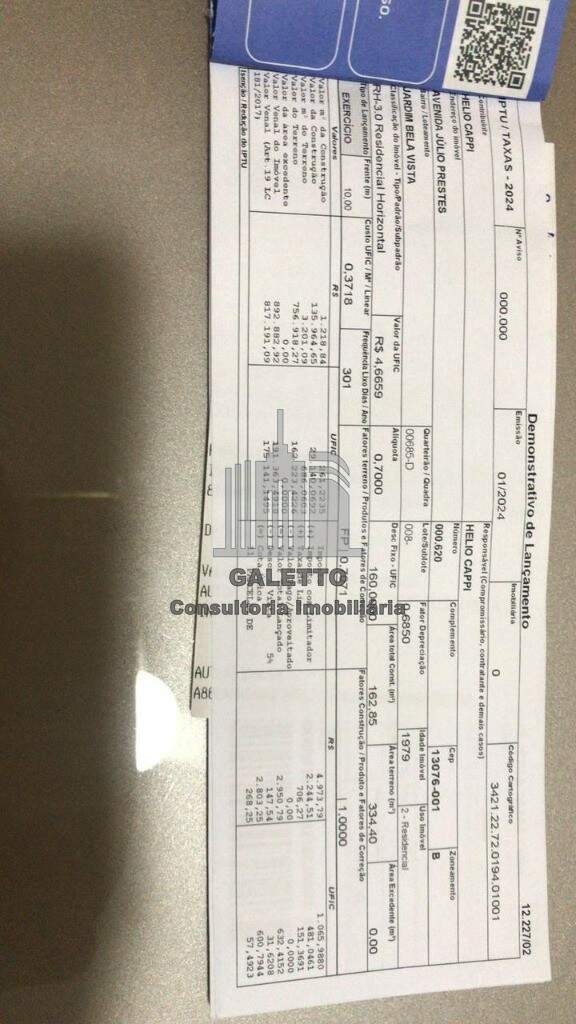 so.
Demonstrativo de Lançamento
12.227/02
IPTU / TAXAS - 2024
Nº Aviso
000.000
Emissão
01/2024
Imobiliária
0
Código Cartográfico
3421.22.72.0194.01001
Contribuinte
HELIO CAPPI
Responsável (Compromissário, contratante e demais casos)
HELIO CAPPI
Endereço do imóvel
AVENIDA JÚLIO PRESTES
Número
000.620
Complemento
Cep
13076-001
Zoneamento
B
Bairro / Loteamento
JARDIM BELA VISTA
Quarteirão / Quadra
00685-D
Lote/Sublote
008-
Fator Depreciação
0,6850
Idade Imóvel
1979
Uso Imóvel
2 - Residencial
Classificação do Imóvel - Tipo/Padrão/Subpadrão
RH-3.0 Residencial Horizontal
Valor da UFIC
R$ 4,6659
Alíquota
0,7000
Desc Fixo - UFIC
160,0000
Área total Const. (m²)
162,85
Área terreno (m²)
334,40
Área Excedente (m²)
0,00
Tipo de Lançamento
EXERCÍCIO
Frente (m)
10.00
Custo UFIC / M² / Linear
0,3718
Frequência Lixo Dias / Ano
301
Fatores terreno / Produtos e Fatores de Correção
FP
Fatores Construção / Produto e Fatores de Correção
1,0000
Valores R$ UFIC
R$ UFIC
Valor m² da Construção 1.218,84 261,2235
4.973,79 1.065,9880
Valor da Construção 135.964,65
2.244,51 481,0461
Valor m² do Terreno 3.201,09
706,27 151,3691
Valor do Terreno 756.918,27
0,00 0,0000
Valor da área excedente 0,00 0,0000
2.950,79 632,4152
Valor Venal do Imóvel 892.882,92
147,54 31,6208
Valor Venal (Art.19 LC 817.191,09
2.803,25 600,7944
181/2017)
268,25 57,4923
Isenção / Redução do IPTU
GALETTO
Consultoria Imobiliária